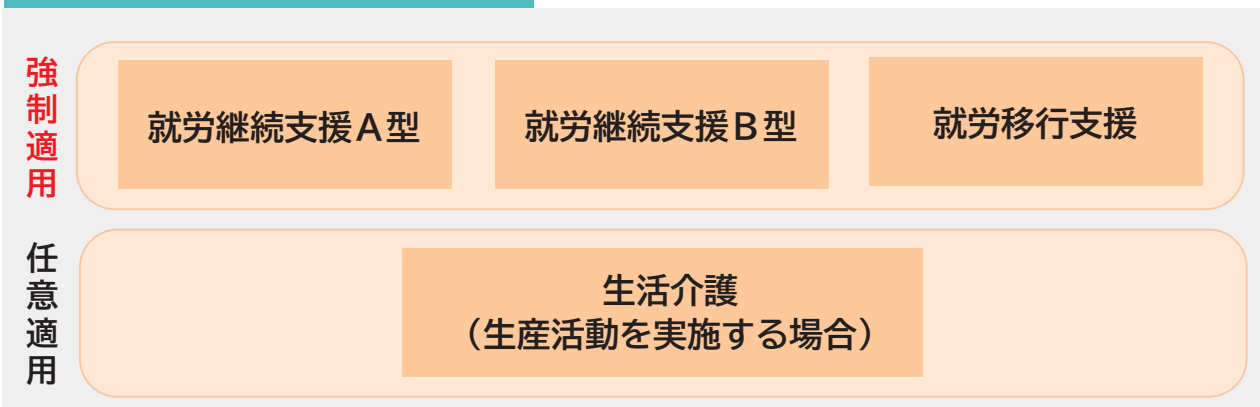 強制適用
就労継続支援A型
就労継続支援B型
就労移行支援
任意適用
生活介護
（生産活動を実施する場合）